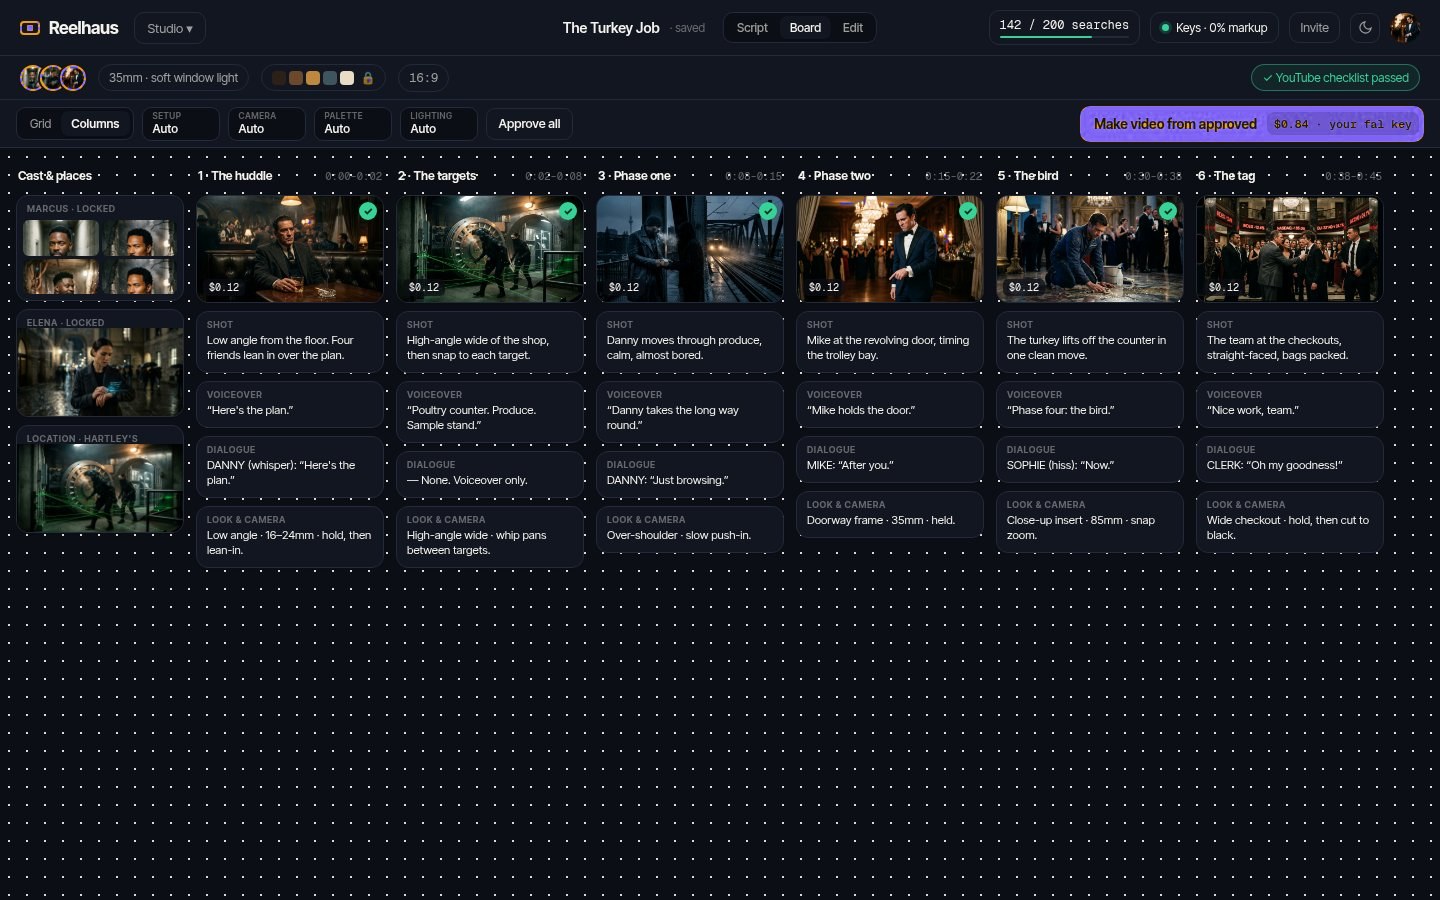 Reelhaus
Studio ▾
The Turkey Job · saved
Script Board Edit
142 / 200 searches
Keys · 0% markup
Invite
35mm · soft window light
16:9
✓ YouTube checklist passed
Grid Columns
SETUP
Auto
CAMERA
Auto
PALETTE
Auto
LIGHTING
Auto
Approve all
Make video from approved $0.84 · your fal key
Cast & places
MARCUS · LOCKED
ELENA · LOCKED
LOCATION · HARTLEY'S
1 · The huddle 0:00–0:02
$0.12
SHOT
Low angle from the floor. Four
friends lean in over the plan.
VOICEOVER
“Here's the plan.”
DIALOGUE
DANNY (whisper): “Here's the
plan.”
LOOK & CAMERA
Low angle · 16–24mm · hold, then
lean-in.
2 · The targets 0:02–0:08
$0.12
SHOT
High-angle wide of the shop,
then snap to each target.
VOICEOVER
“Poultry counter. Produce.
Sample stand.”
DIALOGUE
— None. Voiceover only.
LOOK & CAMERA
High-angle wide · whip pans
between targets.
3 · Phase one 0:08–0:15
$0.12
SHOT
Danny moves through produce,
calm, almost bored.
VOICEOVER
“Danny takes the long way
round.”
DIALOGUE
DANNY: “Just browsing.”
LOOK & CAMERA
Over-shoulder · slow push-in.
4 · Phase two 0:15–0:22
$0.12
SHOT
Mike at the revolving door, timing
the trolley bay.
VOICEOVER
“Mike holds the door.”
DIALOGUE
MIKE: “After you.”
LOOK & CAMERA
Doorway frame · 35mm · held.
5 · The bird 0:30–0:38
$0.12
SHOT
The turkey lifts off the counter in
one clean move.
VOICEOVER
“Phase four: the bird.”
DIALOGUE
SOPHIE (hiss): “Now.”
LOOK & CAMERA
Close-up insert · 85mm · snap
zoom.
6 · The tag 0:38–0:45
$0.12
SHOT
The team at the checkouts,
straight-faced, bags packed.
VOICEOVER
“Nice work, team.”
DIALOGUE
CLERK: “Oh my goodness!”
LOOK & CAMERA
Wide checkout · hold, then cut to
black.